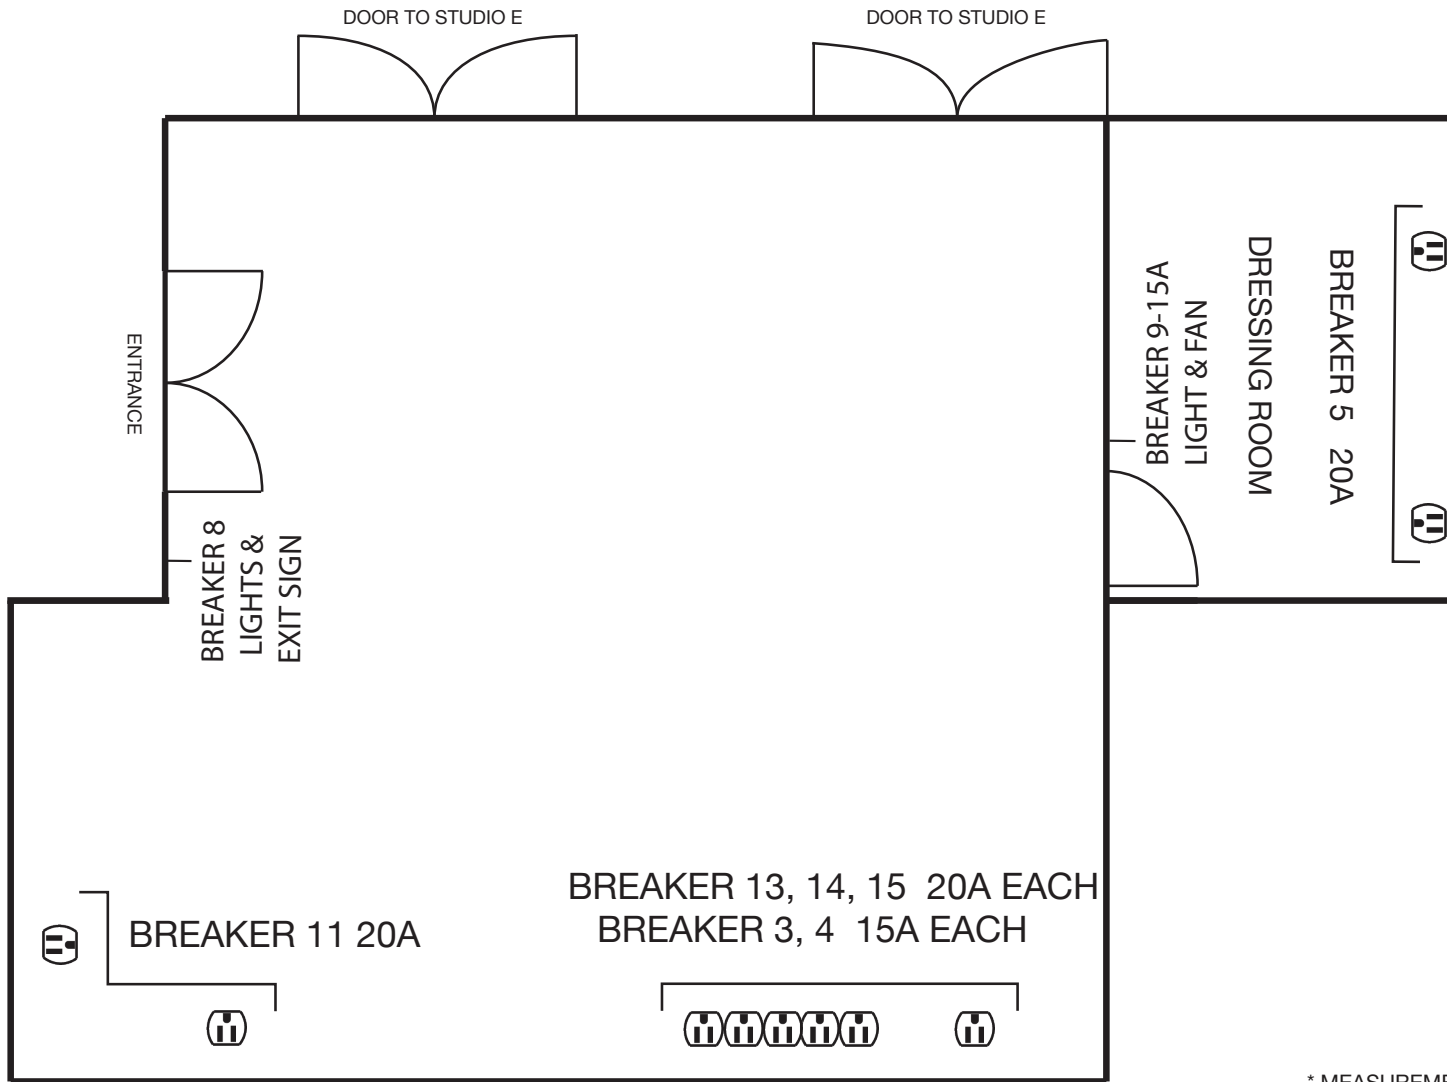 DOOR TO STUDIO E
DOOR TO STUDIO E
ENTRANCE
BREAKER 8
LIGHTS &
EXIT SIGN
BREAKER 9-15A
LIGHT & FAN
DRESSING ROOM
BREAKER 5 20A
BREAKER 13, 14, 15 20A EACH
BREAKER 3, 4 15A EACH
BREAKER 11 20A
*